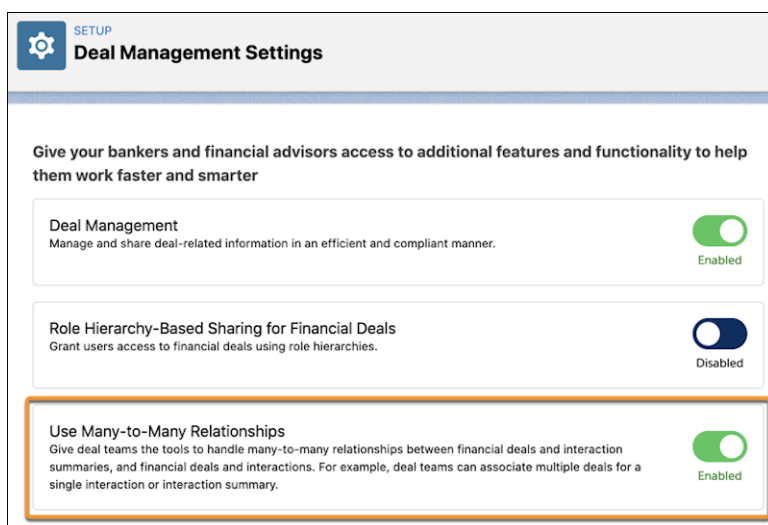 SETUP
Deal Management Settings
Give your bankers and financial advisors access to additional features and functionality to help
them work faster and smarter
Deal Management
Manage and share deal-related information in an efficient and compliant manner.
Enabled
Role Hierarchy-Based Sharing for Financial Deals
Grant users access to financial deals using role hierarchies.
Disabled
Use Many-to-Many Relationships
Give deal teams the tools to handle many-to-many relationships between financial deals and interaction
summaries, and financial deals and interactions. For example, deal teams can associate multiple deals for a
single interaction or interaction summary.
Enabled